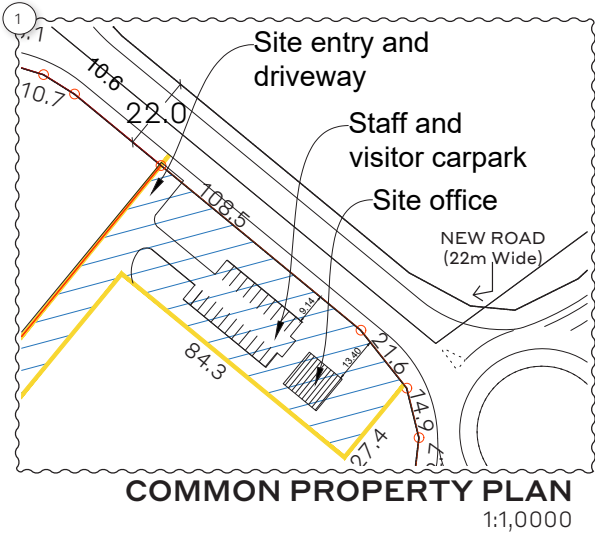 1
10.6
10.7
22.0
Site entry and
driveway
Staff and
visitor carpark
Site office
108.5
NEW ROAD
(22m Wide)
9.14
21.6
13.40
84.3
14.9
27.4
COMMON PROPERTY PLAN
1:1,0000